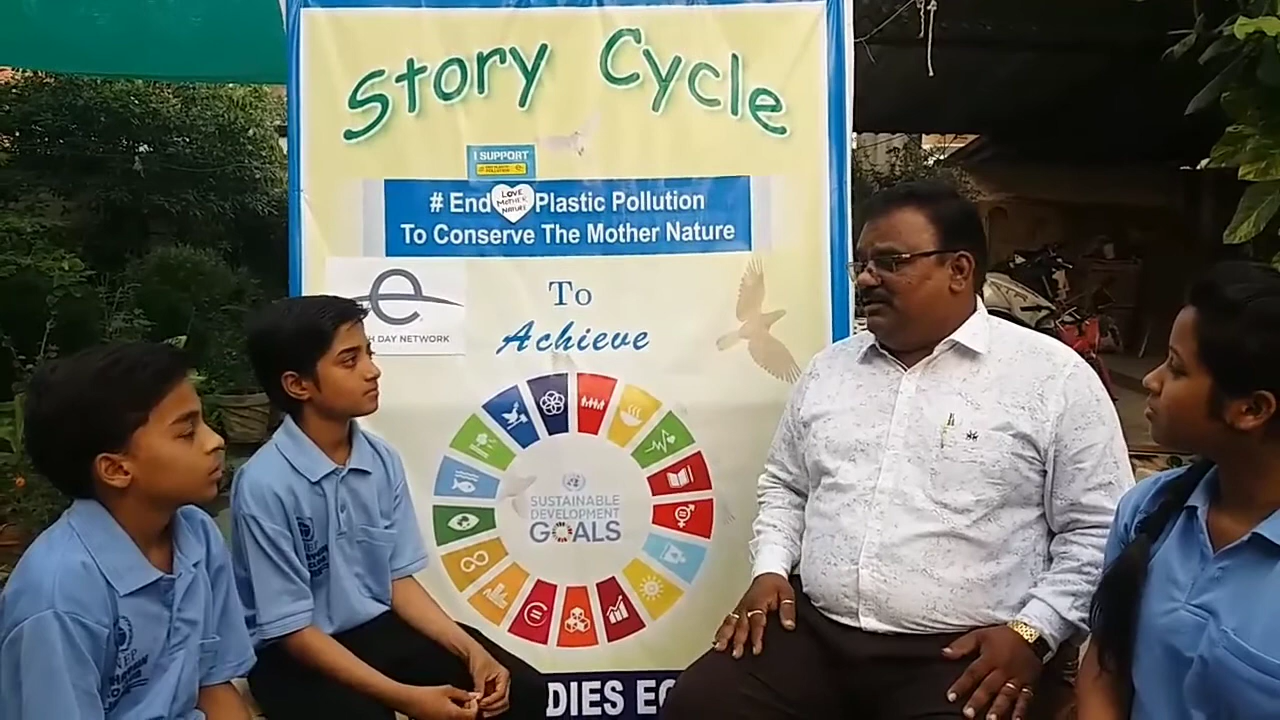 Story Cycle
I SUPPORT
# End Plastic Pollution
LOVE
MOTHER
NATURE
To Conserve The Mother Nature
e
H DAY NETWORK
To
Achieve
SUSTAINABLE
DEVELOPMENT
GOALS
DIES EC